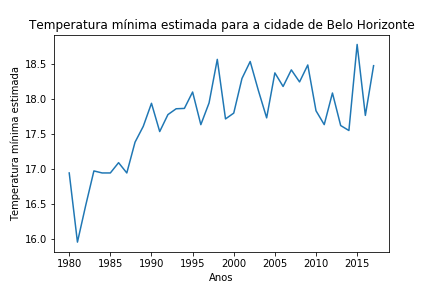 Temperatura mínima estimada para a cidade de Belo Horizonte
Temperatura mínima estimada
18.5
18.0
17.5
17.0
16.5
16.0
1980 1985 1990 1995 2000 2005 2010 2015
Anos